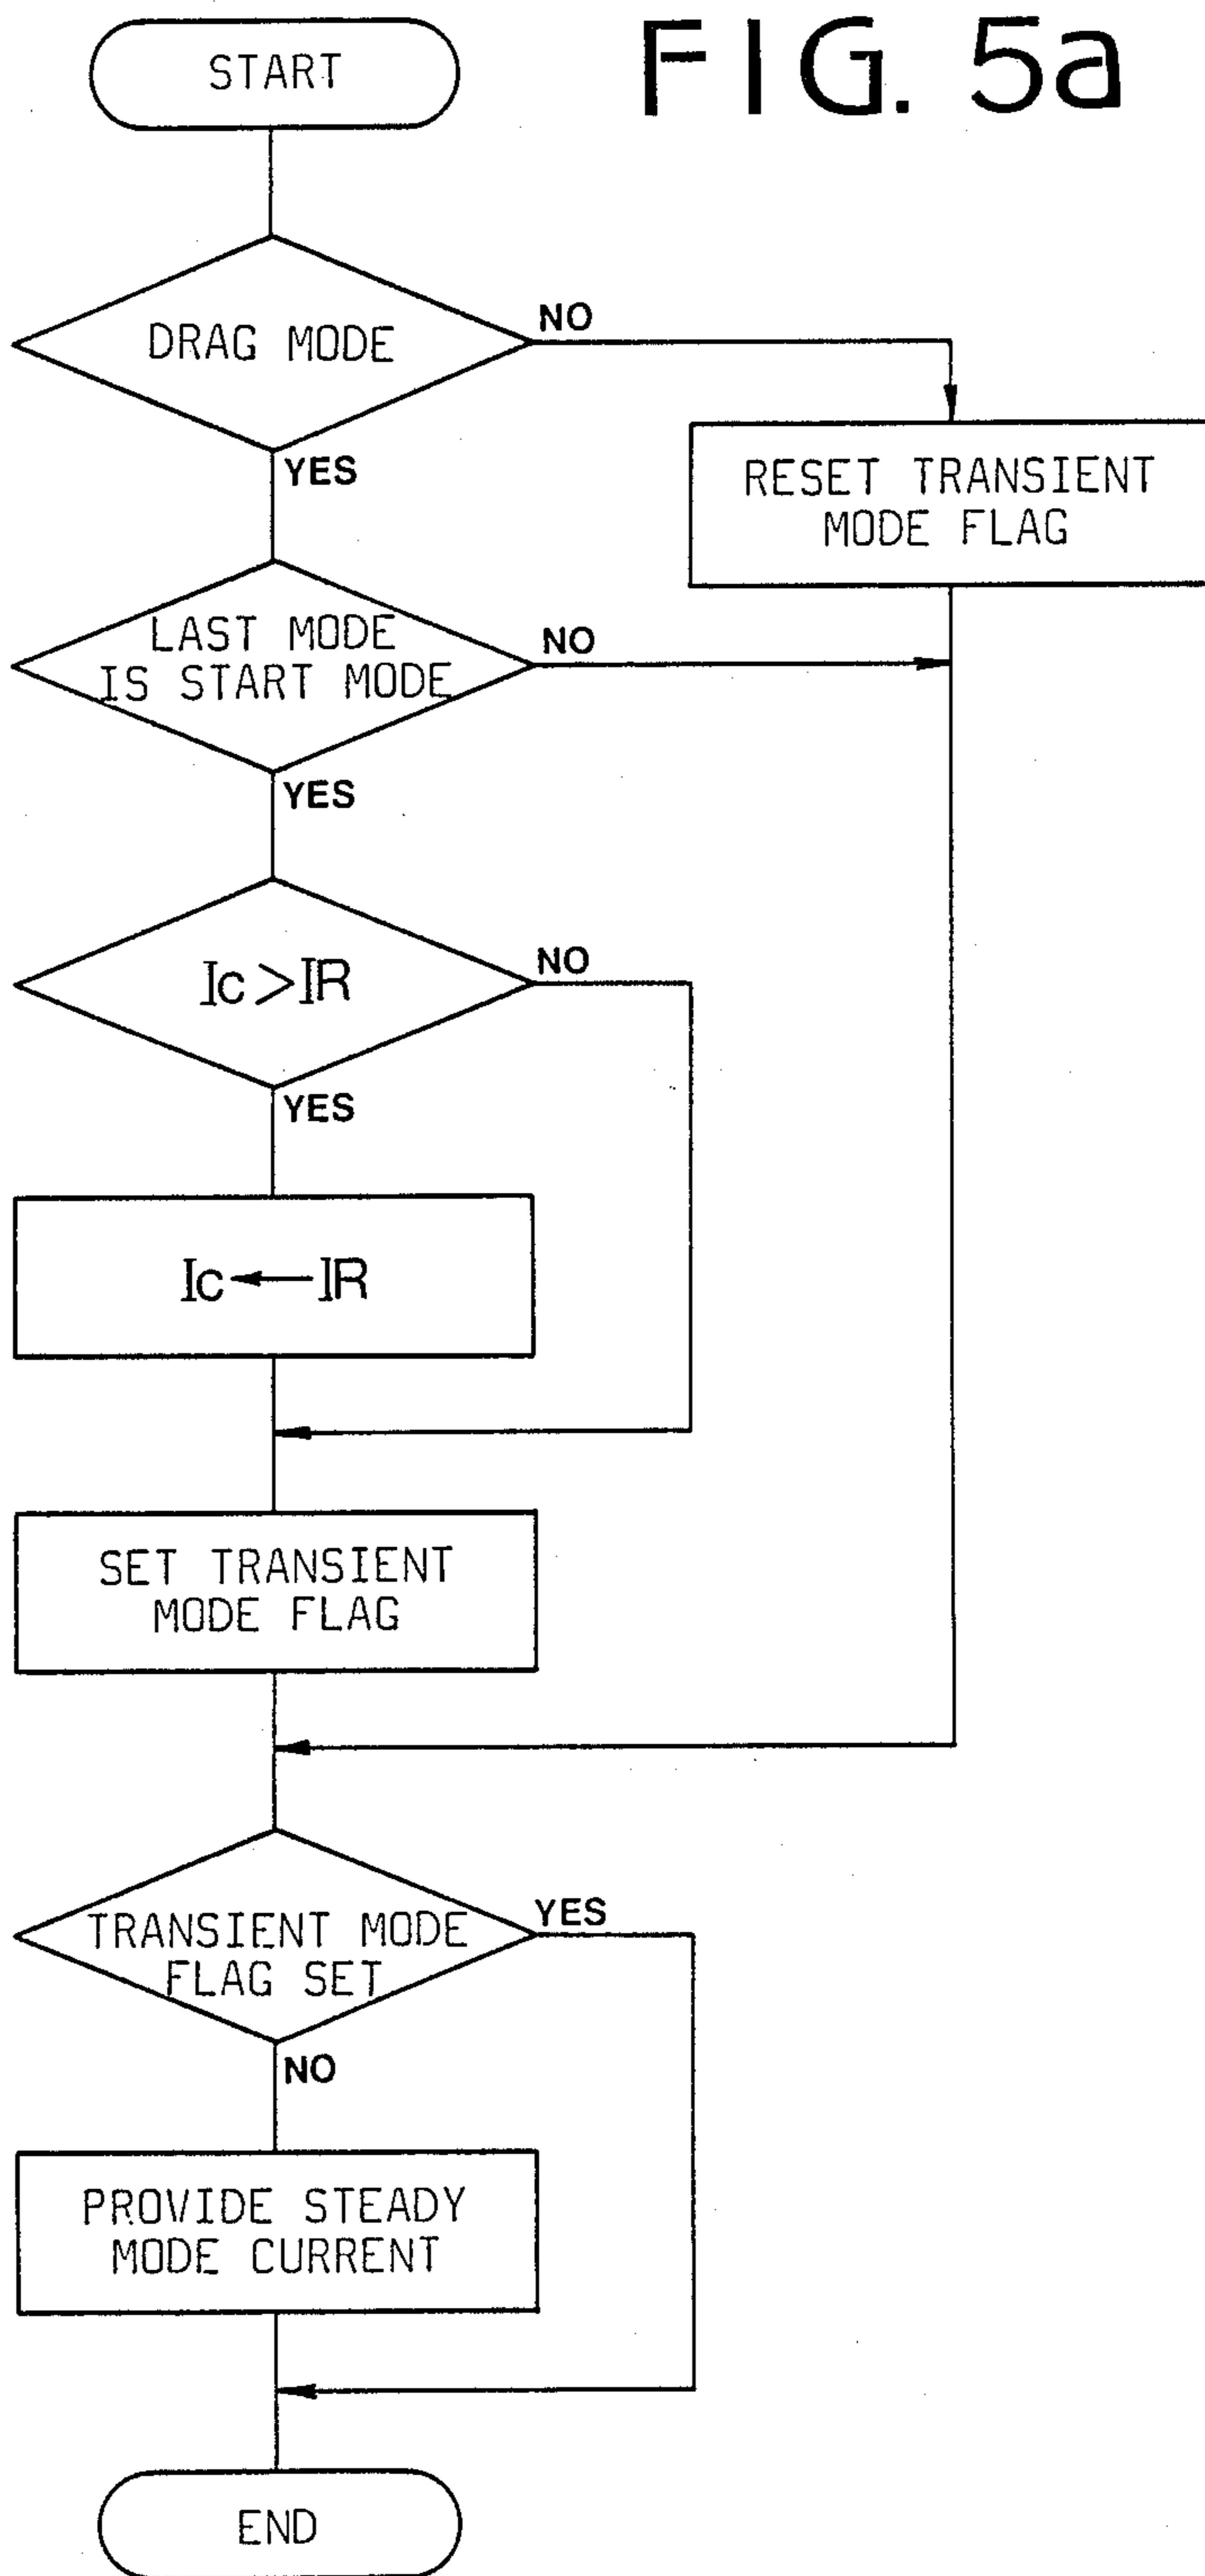 FIG. 5a
START
DRAG MODE
NO
YES
RESET TRANSIENT
MODE FLAG
LAST MODE
IS START MODE
NO
YES
Ic>IR
NO
YES
Ic←IR
SET TRANSIENT
MODE FLAG
TRANSIENT MODE
FLAG SET
YES
NO
PROVIDE STEADY
MODE CURRENT
END